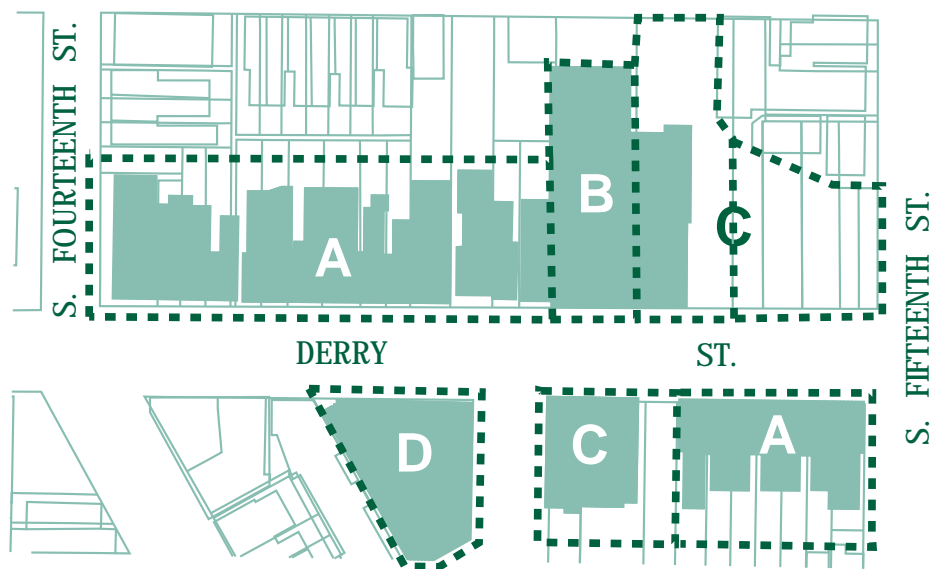 S. FOURTEENTH ST.
B
C
A
S. FIFTEENTH ST.
DERRY ST.
D
C
A